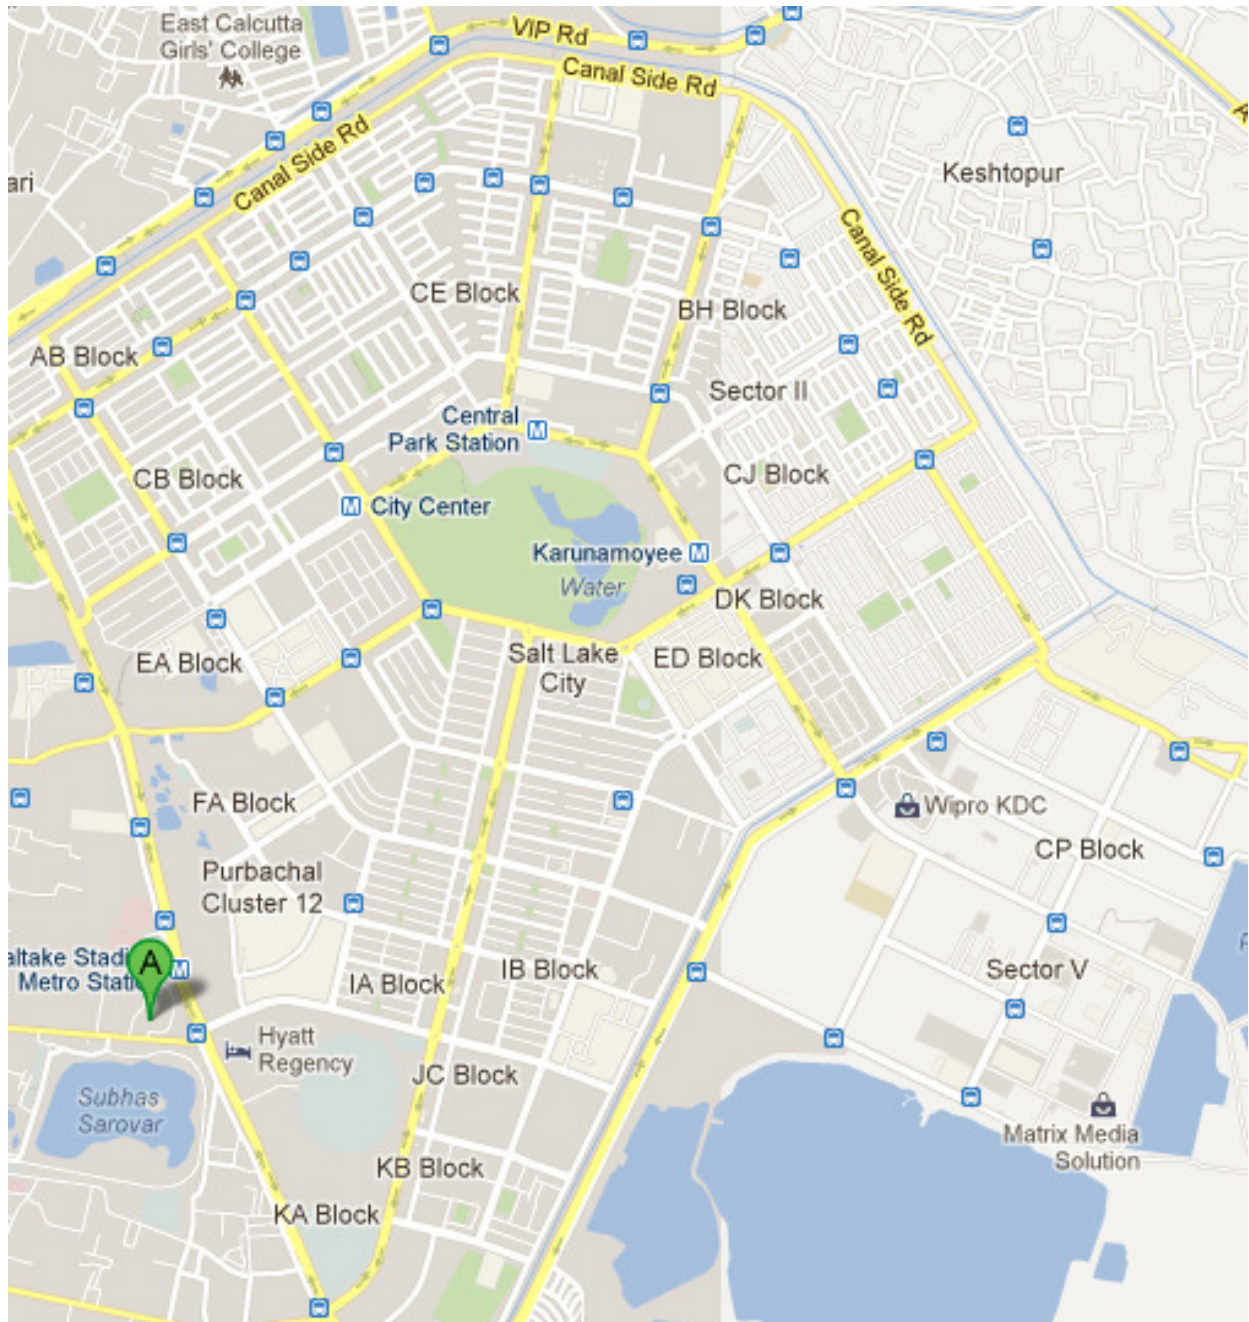 East Calcutta
Girls' College
VIP Rd
Canal Side Rd
Canal Side Rd
Keshtopur
ari
Canal Side Rd
CE Block
BH Block
AB Block
Sector II
Central
Park Station
CB Block
CJ Block
City Center
Karunamoyee
Water
DK Block
EA Block
Salt Lake
City
ED Block
FA Block
Wipro KDC
CP Block
Purbachal
Cluster 12
altake Stadi
Metro Stati
A
IA Block
IB Block
Sector V
Hyatt
Regency
JC Block
Subhas
Sarovar
Matrix Media
Solution
KB Block
KA Block